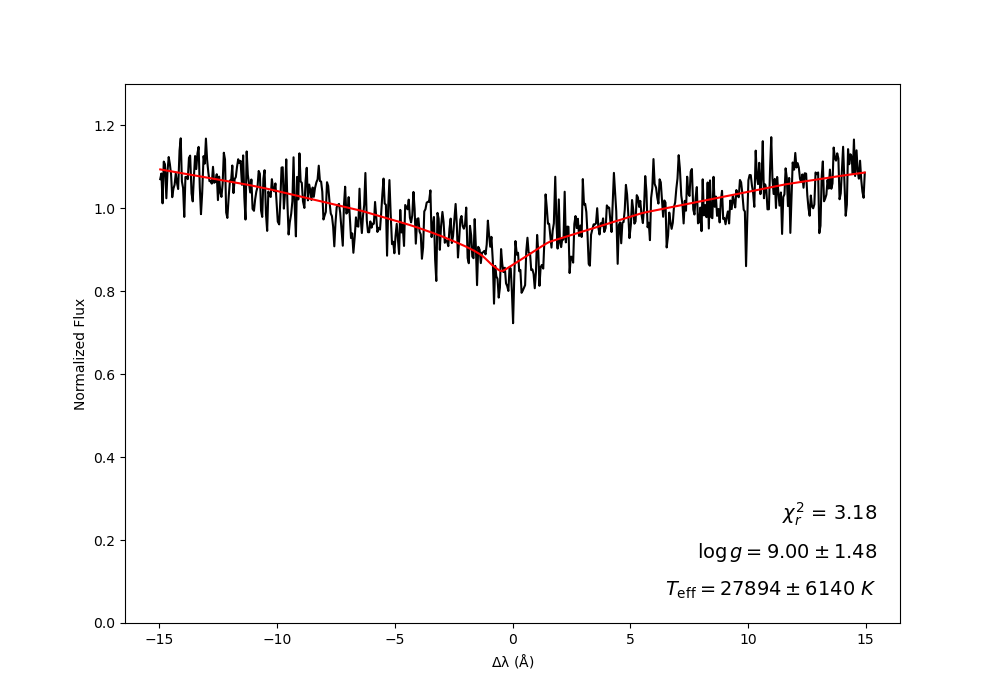 Normalized Flux
1.2
1.0
0.8
0.6
0.4
0.2
0.0
χ²ᵣ = 3.18
log g = 9.00 ± 1.48
T_eff = 27894 ± 6140 K
−15 −10 −5 0 5 10 15
Δλ (Å)